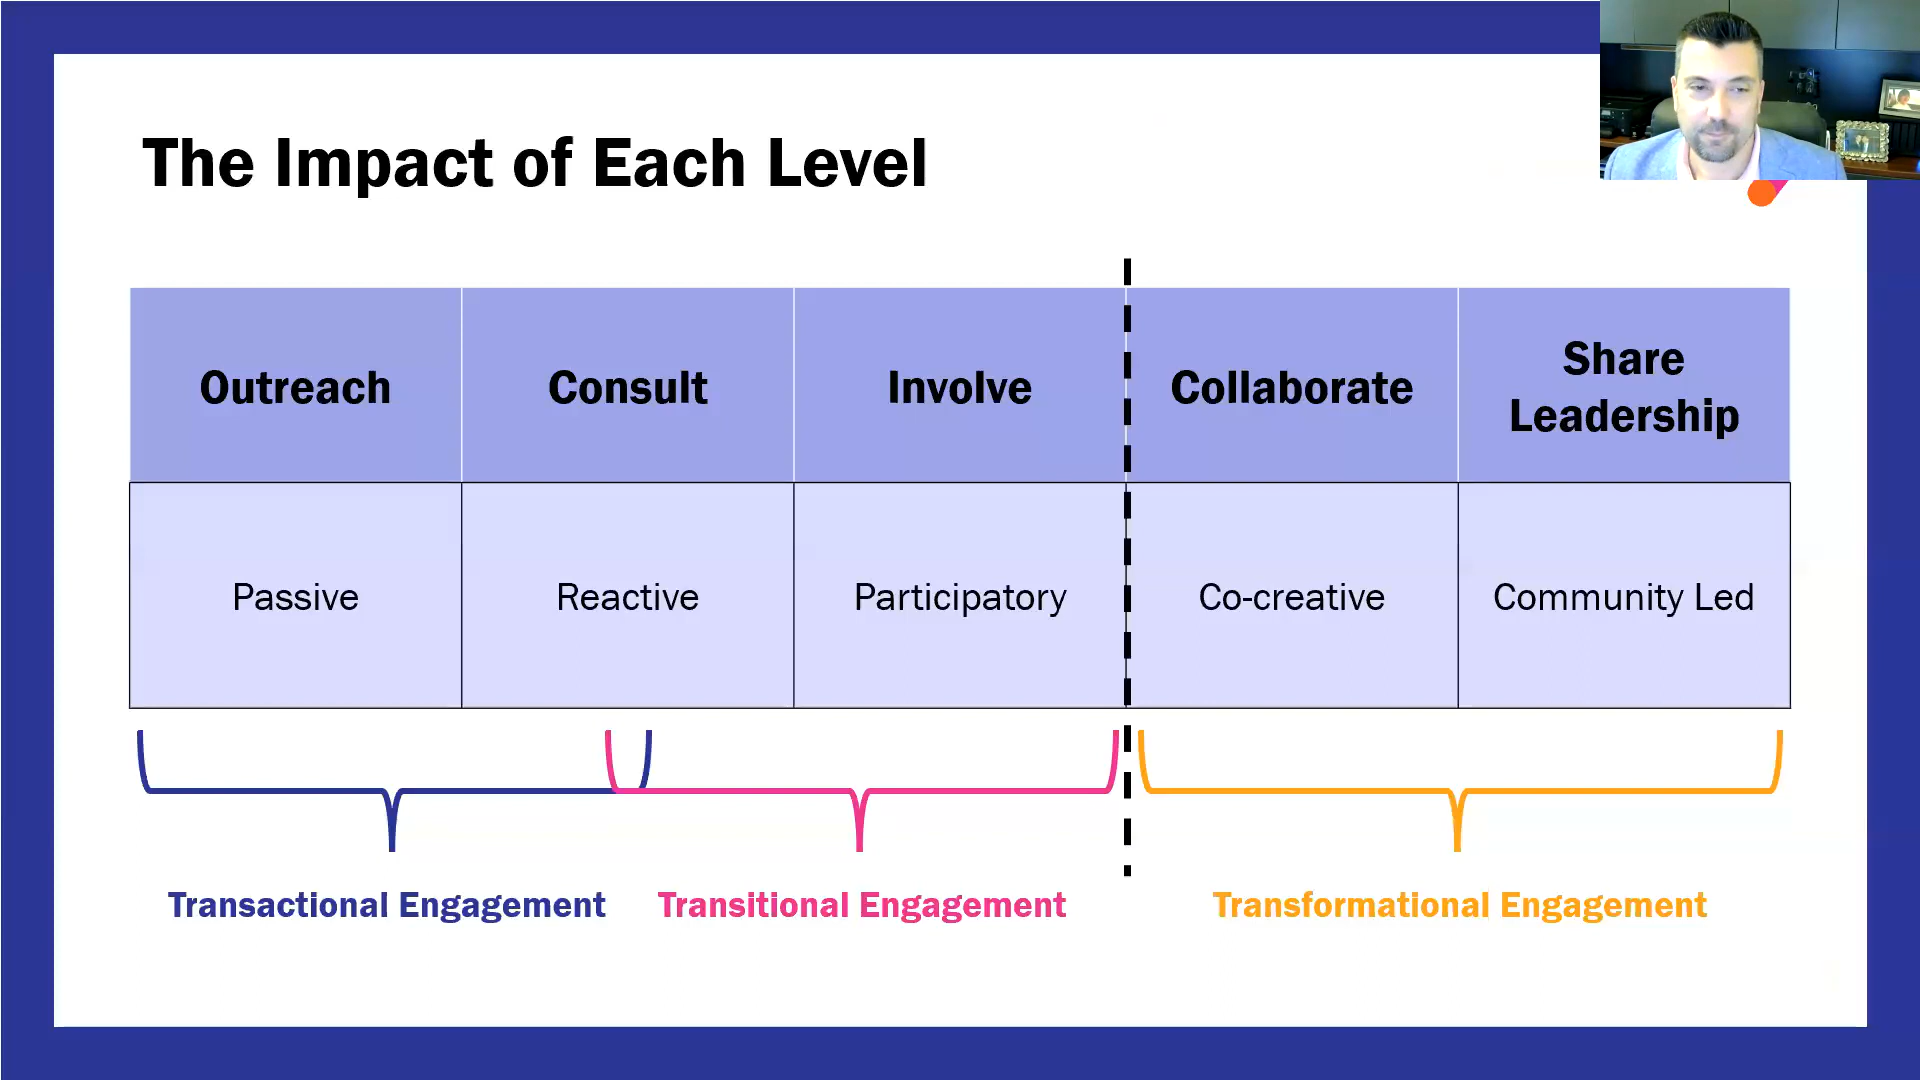 The Impact of Each Level
Outreach
Consult
Involve
Collaborate
Share
Leadership
Passive
Reactive
Participatory
Co-creative
Community Led
Transactional Engagement
Transitional Engagement
Transformational Engagement